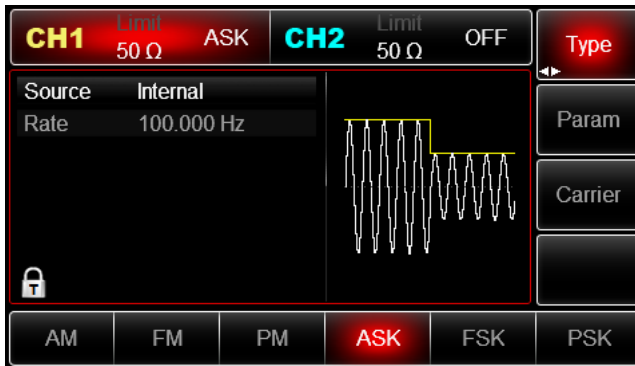 CH1 Limit 50 Ω ASK CH2 Limit 50 Ω OFF Type
Source Internal
Rate 100.000 Hz
Param
Carrier
T
AM FM PM ASK FSK PSK